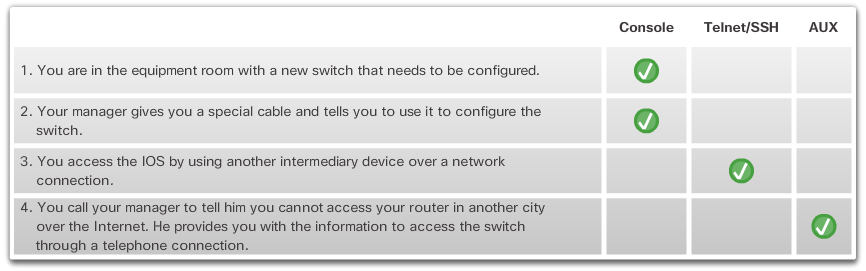 Console Telnet/SSH AUX
1. You are in the equipment room with a new switch that needs to be configured.
2. Your manager gives you a special cable and tells you to use it to configure the
switch.
3. You access the IOS by using another intermediary device over a network
connection.
4. You call your manager to tell him you cannot access your router in another city
over the Internet. He provides you with the information to access the switch
through a telephone connection.